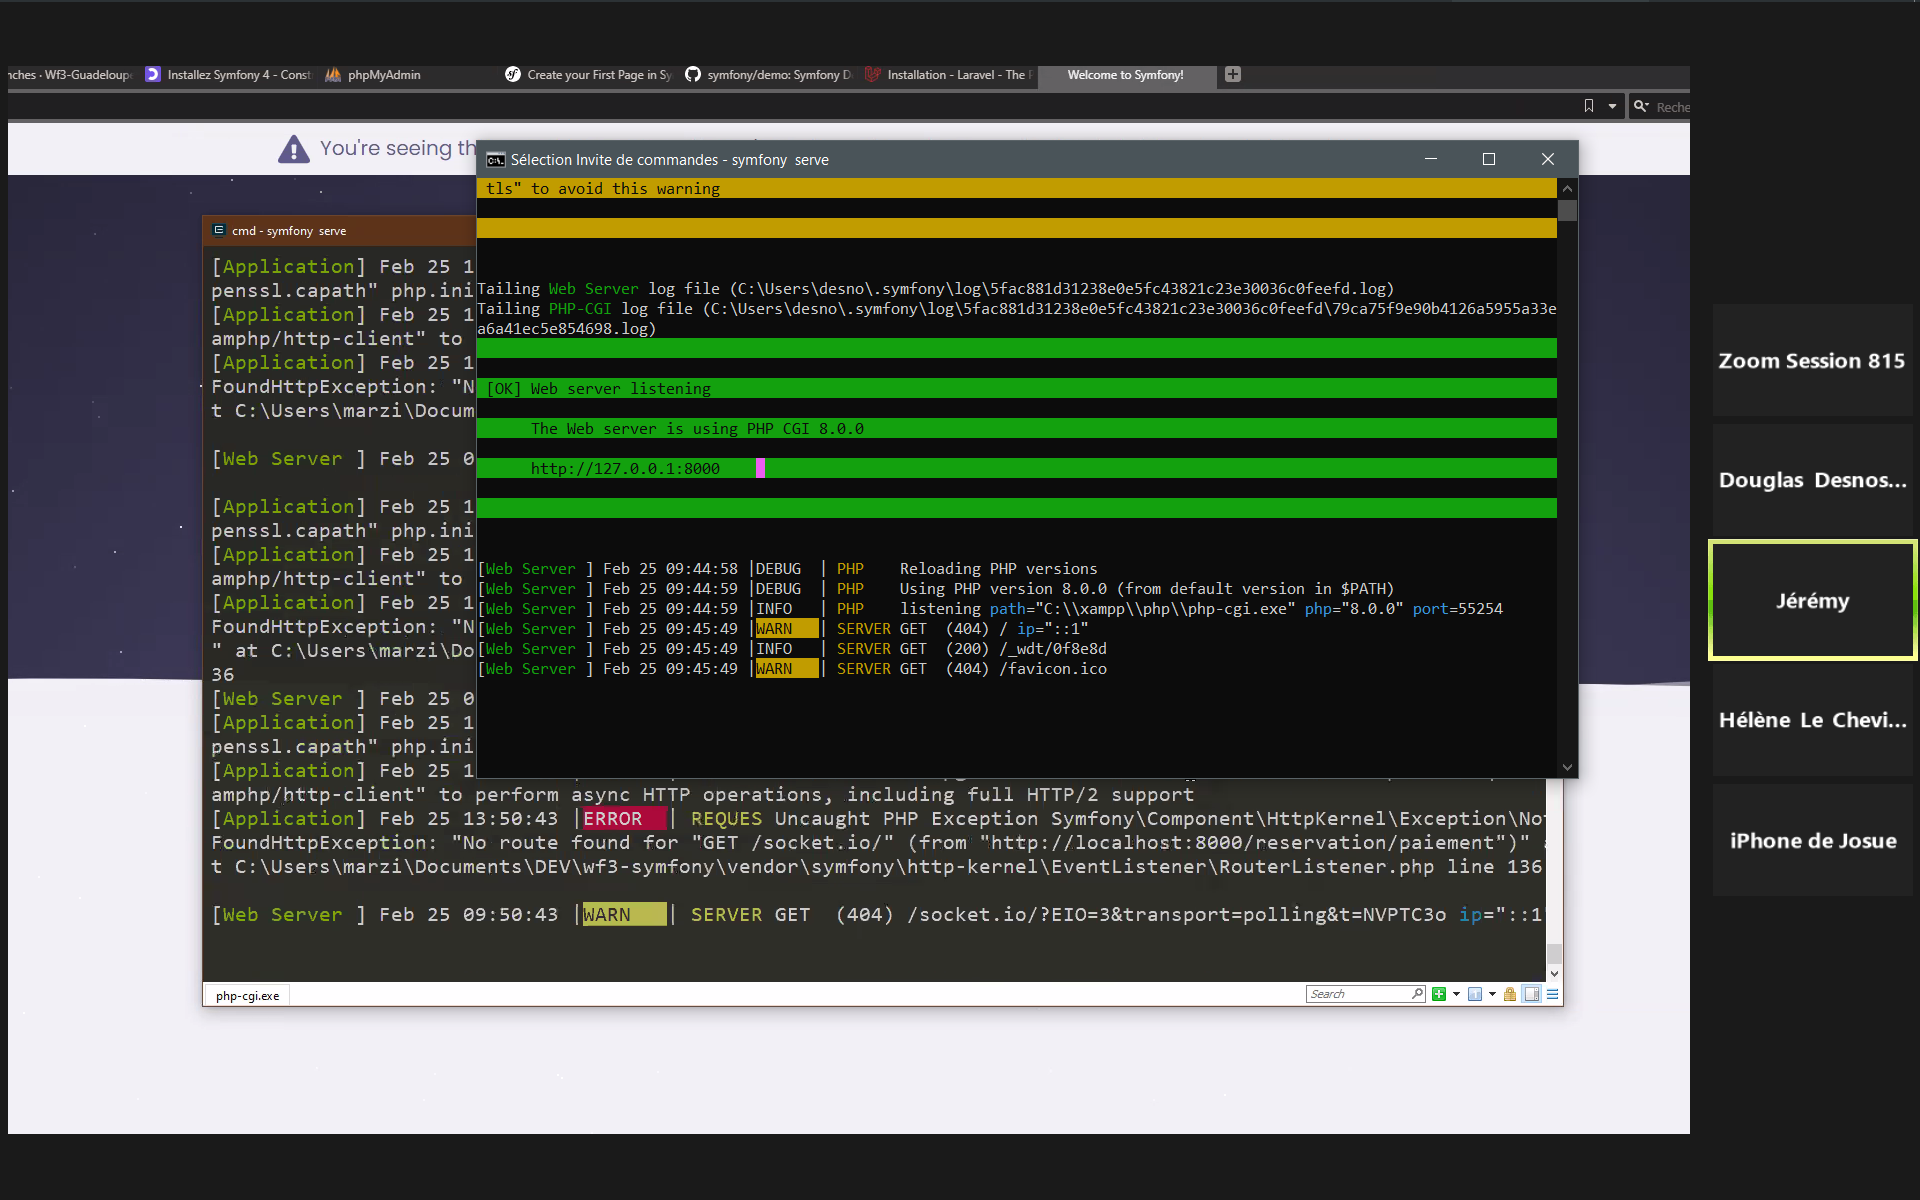 nches · Wf3-Guadeloupe
Installez Symfony 4 - Const
phpMyAdmin
Create your First Page in Sy
symfony/demo: Symfony D
Installation - Laravel - The P
Welcome to Symfony!
Reche
You're seeing th
Sélection Invite de commandes - symfony  serve
tls" to avoid this warning
Tailing Web Server log file (C:\Users\desno\.symfony\log\5fac881d31238e0e5fc43821c23e30036c0feefd.log)
Tailing PHP-CGI log file (C:\Users\desno\.symfony\log\5fac881d31238e0e5fc43821c23e30036c0feefd\79ca75f9e90b4126a5955a33e
a6a41ec5e854698.log)
[OK] Web server listening
The Web server is using PHP CGI 8.0.0
http://127.0.0.1:8000
[Web Server ] Feb 25 09:44:58 |DEBUG  | PHP    Reloading PHP versions
[Web Server ] Feb 25 09:44:59 |DEBUG  | PHP    Using PHP version 8.0.0 (from default version in $PATH)
[Web Server ] Feb 25 09:44:59 |INFO   | PHP    listening path="C:\\xampp\\php\\php-cgi.exe" php="8.0.0" port=55254
[Web Server ] Feb 25 09:45:49 |WARN   | SERVER GET  (404) / ip="::1"
[Web Server ] Feb 25 09:45:49 |INFO   | SERVER GET  (200) /_wdt/0f8e8d
[Web Server ] Feb 25 09:45:49 |WARN   | SERVER GET  (404) /favicon.ico
cmd - symfony  serve
[Application] Feb 25 1
penssl.capath" php.ini
[Application] Feb 25 1
amphp/http-client" to
[Application] Feb 25 1
FoundHttpException: "N
t C:\Users\marzi\Docum
[Web Server ] Feb 25 0
[Application] Feb 25 1
penssl.capath" php.ini
[Application] Feb 25 1
amphp/http-client" to
[Application] Feb 25 1
FoundHttpException: "N
" at C:\Users\marzi\Do
36
[Web Server ] Feb 25 0
[Application] Feb 25 1
penssl.capath" php.ini
[Application] Feb 25 1
amphp/http-client" to perform async HTTP operations, including full HTTP/2 support
[Application] Feb 25 13:50:43 |ERROR  | REQUES Uncaught PHP Exception Symfony\Component\HttpKernel\Exception\Not
FoundHttpException: "No route found for "GET /socket.io/" (from "http://localhost:8000/reservation/paiement")" a
t C:\Users\marzi\Documents\DEV\wf3-symfony\vendor\symfony\http-kernel\EventListener\RouterListener.php line 136
[Web Server ] Feb 25 09:50:43 |WARN   | SERVER GET  (404) /socket.io/?EIO=3&transport=polling&t=NVPTC3o ip="::1"
php-cgi.exe
Search
Zoom Session 815
Douglas Desnos...
Jérémy
Hélène Le Chevi...
iPhone de Josue